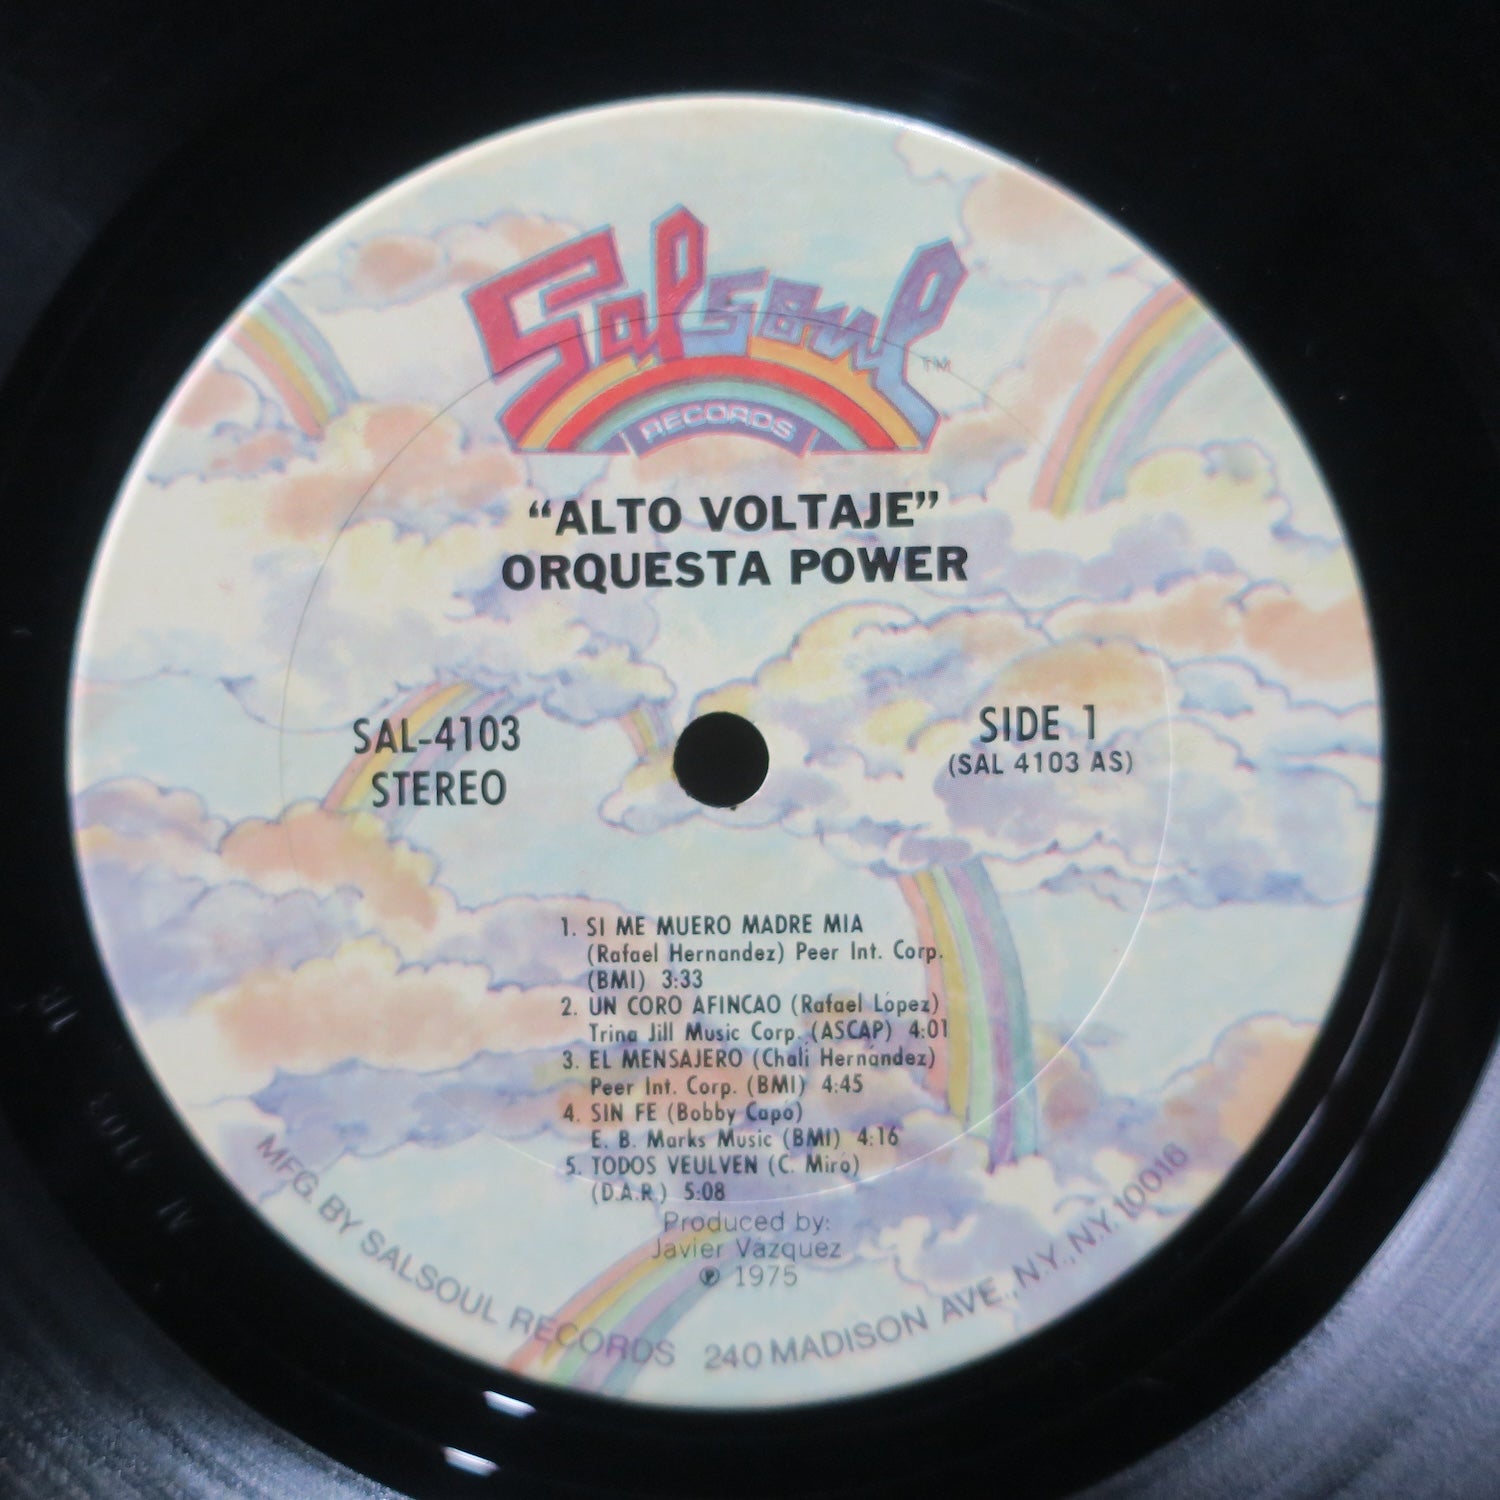 Salsoul™
RECORDS
“ALTO VOLTAJE”
ORQUESTA POWER
SAL-4103
STEREO
SIDE 1
(SAL 4103 AS)
1. SI ME MUERO MADRE MIA
(Rafael Hernandez) Peer Int. Corp.
(BMI) 3:33
2. UN CORO AFINCAO (Rafael López)
Trina Jill Music Corp. (ASCAP) 4:01
3. EL MENSAJERO (Chali Hernández)
Peer Int. Corp. (BMI) 4:45
4. SIN FE (Bobby Capó)
E. B. Marks Music (BMI) 4:16
5. TODOS VEULVEN (C. Miró)
(D.A.R.) 5:08
Produced by:
Javier Vázquez
℗ 1975
MFG. BY SALSOUL RECORDS 240 MADISON AVE., N.Y., N.Y. 10016